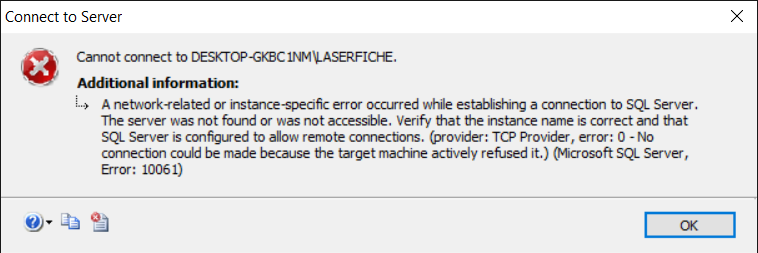 Connect to Server
Cannot connect to DESKTOP-GKBC1NM\LASERFICHE.
Additional information:
A network-related or instance-specific error occurred while establishing a connection to SQL Server.
The server was not found or was not accessible. Verify that the instance name is correct and that
SQL Server is configured to allow remote connections. (provider: TCP Provider, error: 0 - No
connection could be made because the target machine actively refused it.) (Microsoft SQL Server,
Error: 10061)
OK